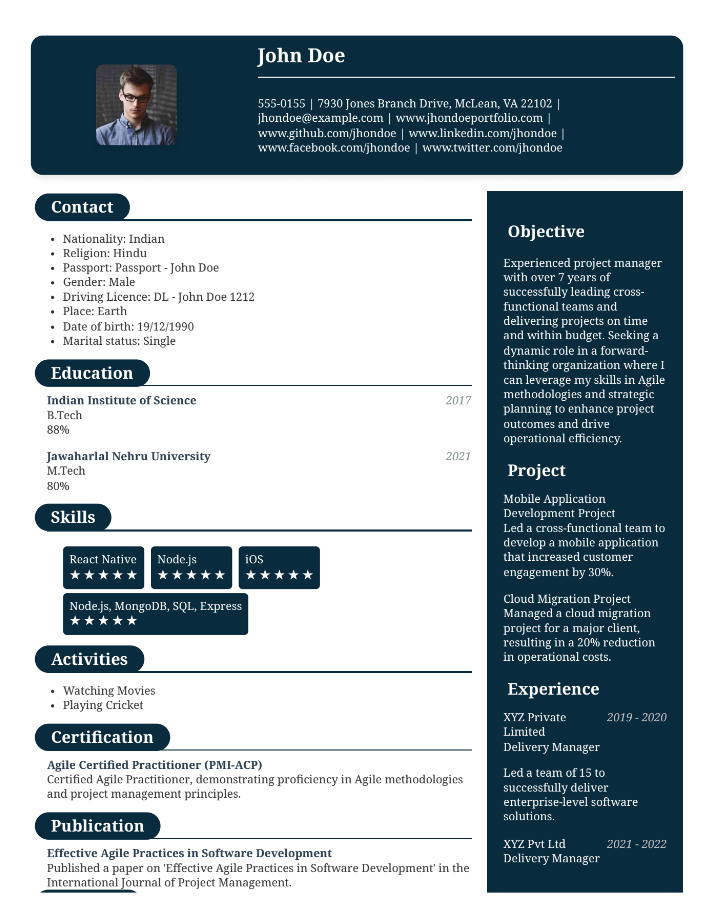 John Doe
555-0155 | 7930 Jones Branch Drive, McLean, VA 22102 |
jhondoe@example.com | www.jhondoeportfolio.com |
www.github.com/jhondoe | www.linkedin.com/jhondoe |
www.facebook.com/jhondoe | www.twitter.com/jhondoe
Contact
• Nationality: Indian
• Religion: Hindu
• Passport: Passport - John Doe
• Gender: Male
• Driving Licence: DL - John Doe 1212
• Place: Earth
• Date of birth: 19/12/1990
• Marital status: Single
Education
Indian Institute of Science 2017
B.Tech
88%
Jawaharlal Nehru University 2021
M.Tech
80%
Skills
React Native
★★★★★
Node.js
★★★★★
iOS
★★★★★
Node.js, MongoDB, SQL, Express
★★★★★
Activities
• Watching Movies
• Playing Cricket
Certification
Agile Certified Practitioner (PMI-ACP)
Certified Agile Practitioner, demonstrating proficiency in Agile methodologies
and project management principles.
Publication
Effective Agile Practices in Software Development
Published a paper on 'Effective Agile Practices in Software Development' in the
International Journal of Project Management.
Objective
Experienced project manager
with over 7 years of
successfully leading cross-
functional teams and
delivering projects on time
and within budget. Seeking a
dynamic role in a forward-
thinking organization where I
can leverage my skills in Agile
methodologies and strategic
planning to enhance project
outcomes and drive
operational efficiency.
Project
Mobile Application
Development Project
Led a cross-functional team to
develop a mobile application
that increased customer
engagement by 30%.
Cloud Migration Project
Managed a cloud migration
project for a major client,
resulting in a 20% reduction
in operational costs.
Experience
XYZ Private 2019 - 2020
Limited
Delivery Manager
Led a team of 15 to
successfully deliver
enterprise-level software
solutions.
XYZ Pvt Ltd 2021 - 2022
Delivery Manager